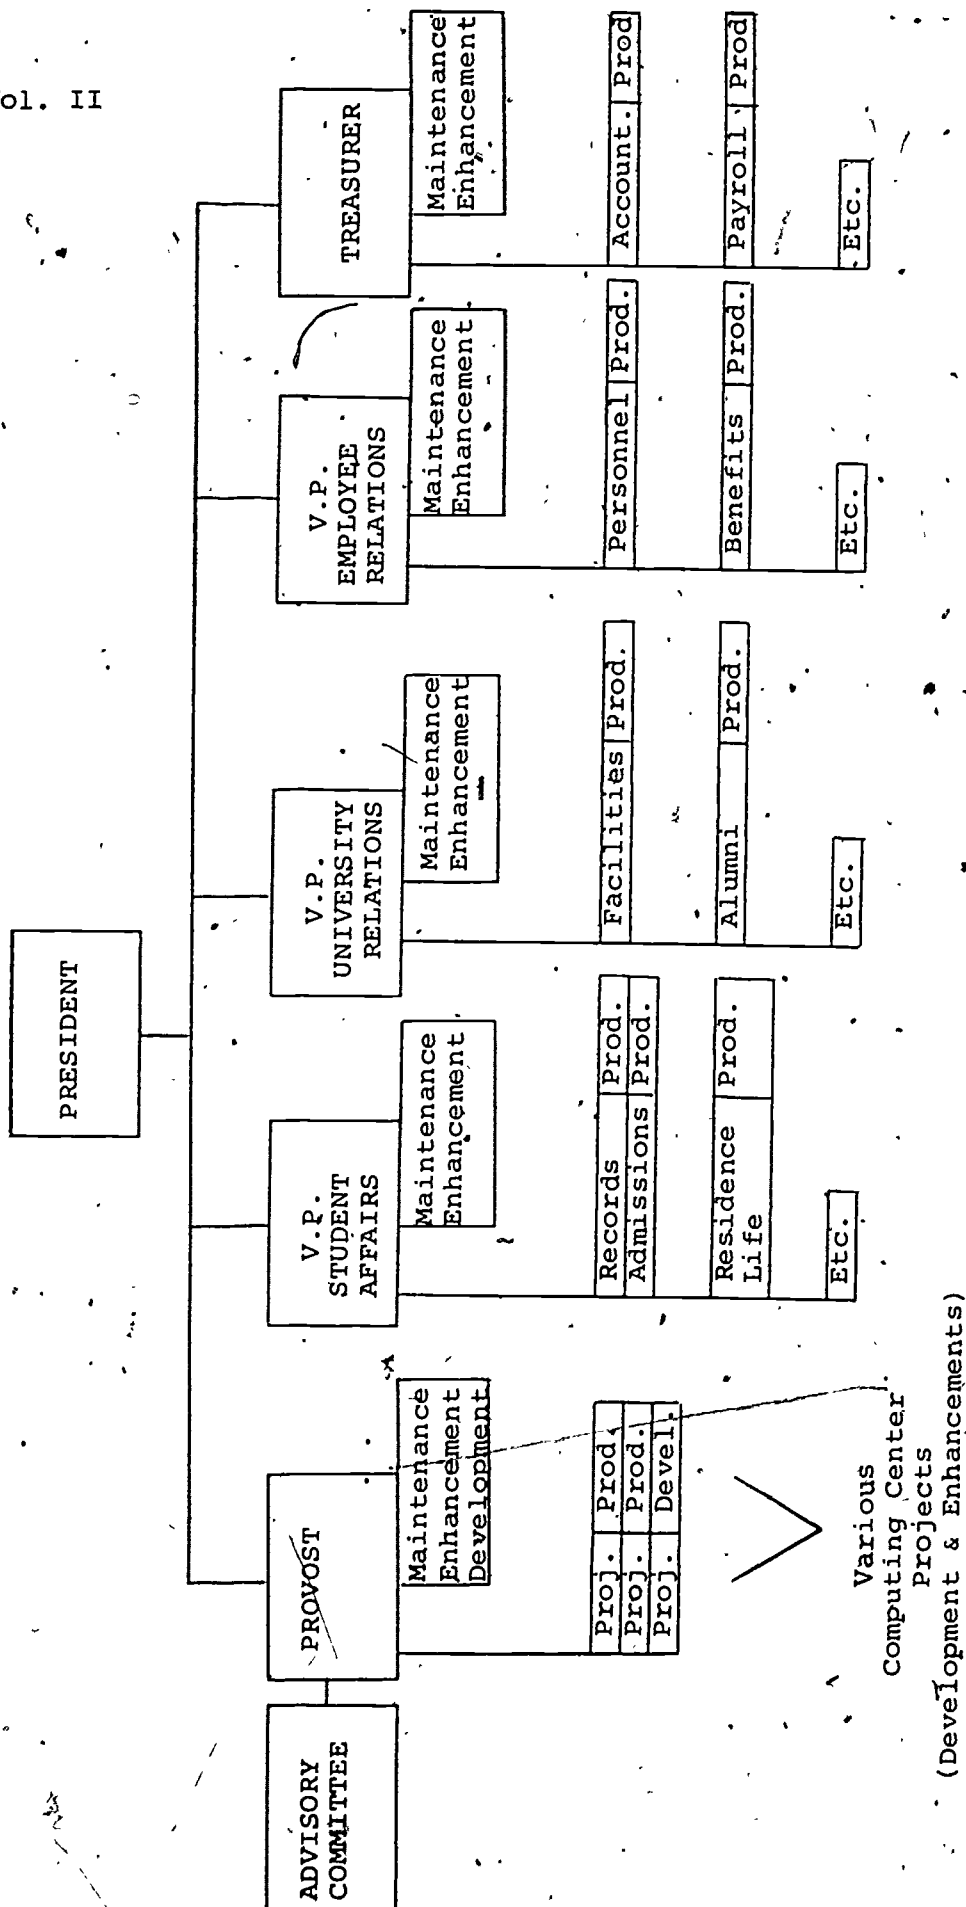 ol. II
PRESIDENT
ADVISORY
COMMITTEE
PROVOST
V.P.
STUDENT
AFFAIRS
V.P.
UNIVERSITY
RELATIONS
V.P.
EMPLOYEE
RELATIONS
TREASURER
Maintenance
Enhancement
Development
Maintenance
Enhancement
Maintenance
Enhancement
Maintenance
Enhancement
Maintenance
Enhancement
Proj. Prod.
Proj. Prod.
Proj. Devel.
Records Prod.
Admissions Prod.
Residence Prod.
Life
Etc.
Facilities Prod.
Alumni Prod.
Etc.
Personnel Prod.
Benefits Prod.
Etc.
Account. Prod
Payroll Prod
Etc.
Various
Computing Center
Projects
(Development & Enhancements)